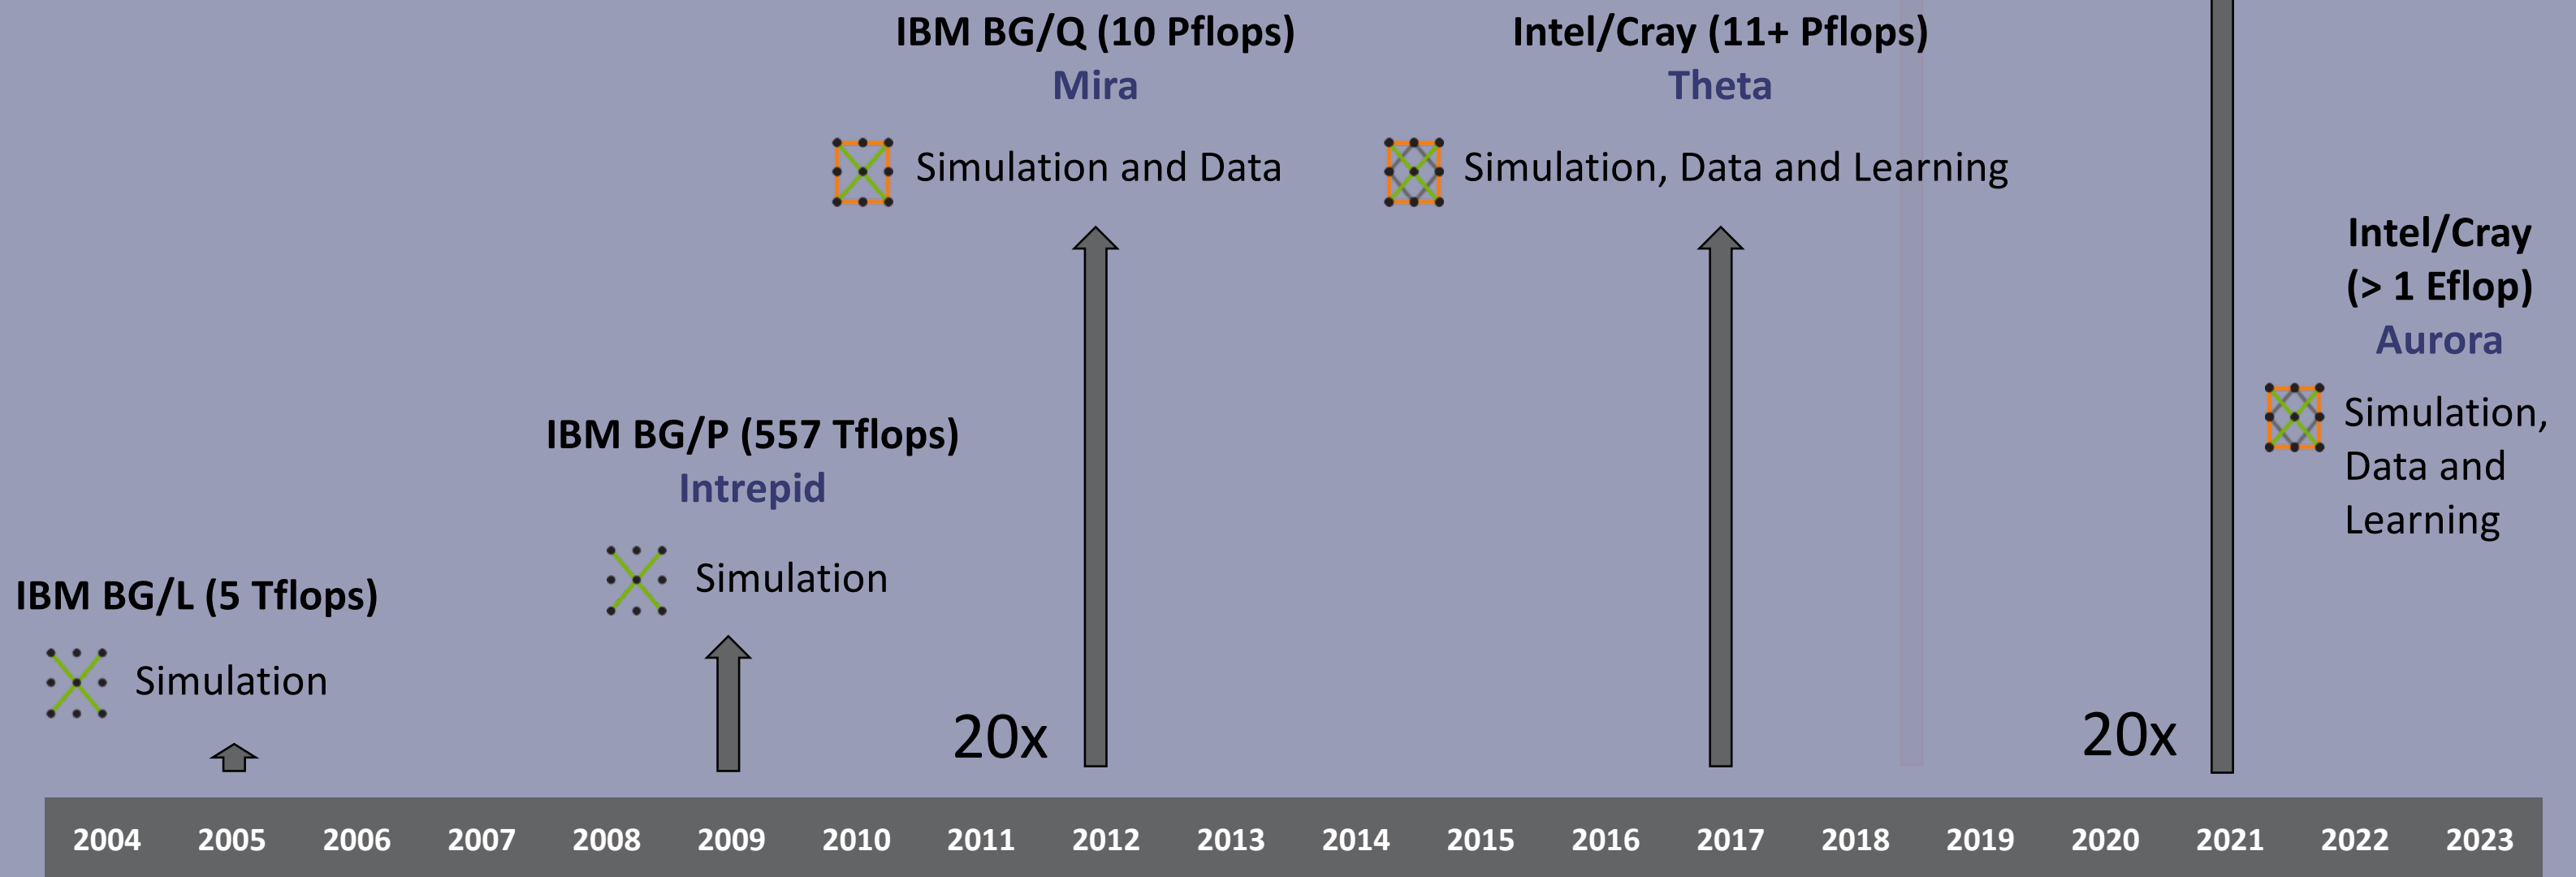 IBM BG/L (5 Tflops)
Simulation
IBM BG/P (557 Tflops)
Intrepid
Simulation
IBM BG/Q (10 Pflops)
Mira
Simulation and Data
20x
Intel/Cray (11+ Pflops)
Theta
Simulation, Data and Learning
20x
Intel/Cray
(> 1 Eflop)
Aurora
Simulation,
Data and
Learning
2004 2005 2006 2007 2008 2009 2010 2011 2012 2013 2014 2015 2016 2017 2018 2019 2020 2021 2022 2023